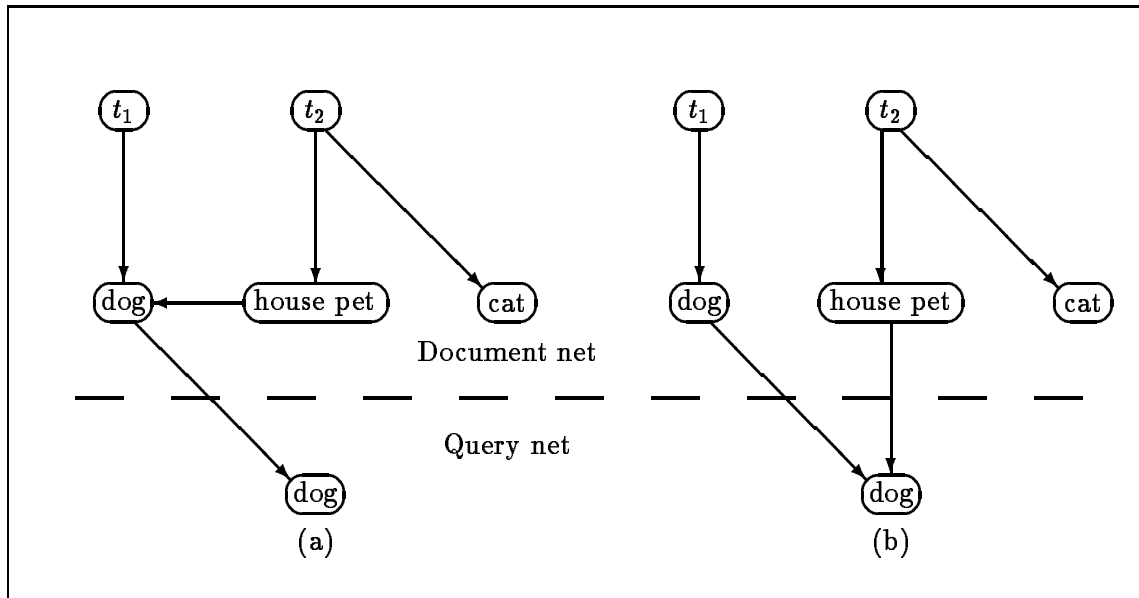 t₁ t₂ t₁ t₂
dog house pet cat dog house pet cat
Document net
Query net
dog dog
(a) (b)